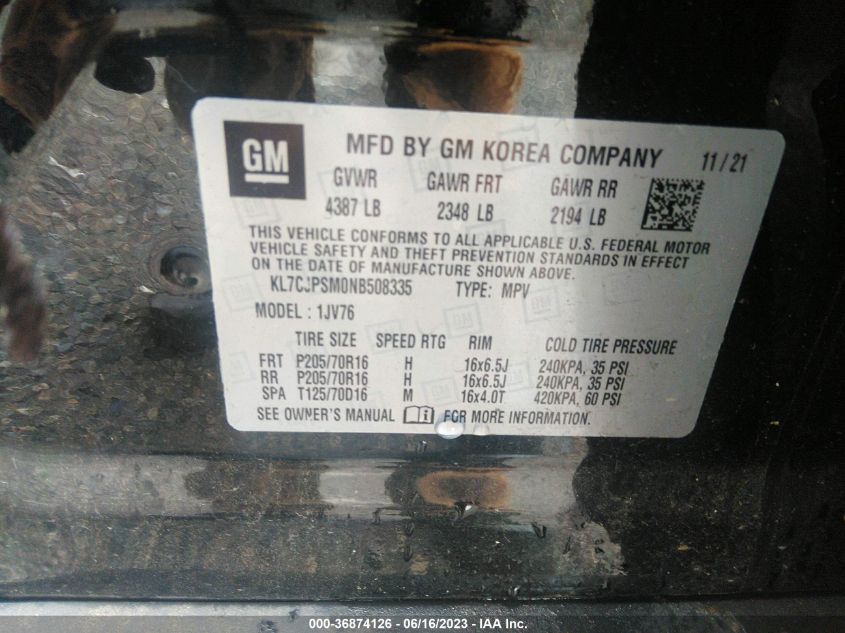 GM MFD BY GM KOREA COMPANY 11/21
GVWR GAWR FRT GAWR RR
4387 LB 2348 LB 2194 LB
THIS VEHICLE CONFORMS TO ALL APPLICABLE U.S. FEDERAL MOTOR
VEHICLE SAFETY AND THEFT PREVENTION STANDARDS IN EFFECT
ON THE DATE OF MANUFACTURE SHOWN ABOVE.
KL7CJPSM0NB508335 TYPE: MPV
MODEL : 1JV76
TIRE SIZE SPEED RTG RIM COLD TIRE PRESSURE
FRT P205/70R16 H 16x6.5J 240KPA, 35 PSI
RR P205/70R16 H 16x6.5J 240KPA, 35 PSI
SPA T125/70D16 M 16x4.0T 420KPA, 60 PSI
SEE OWNER'S MANUAL FOR MORE INFORMATION.
000-36874126 - 06/16/2023 - IAA Inc.